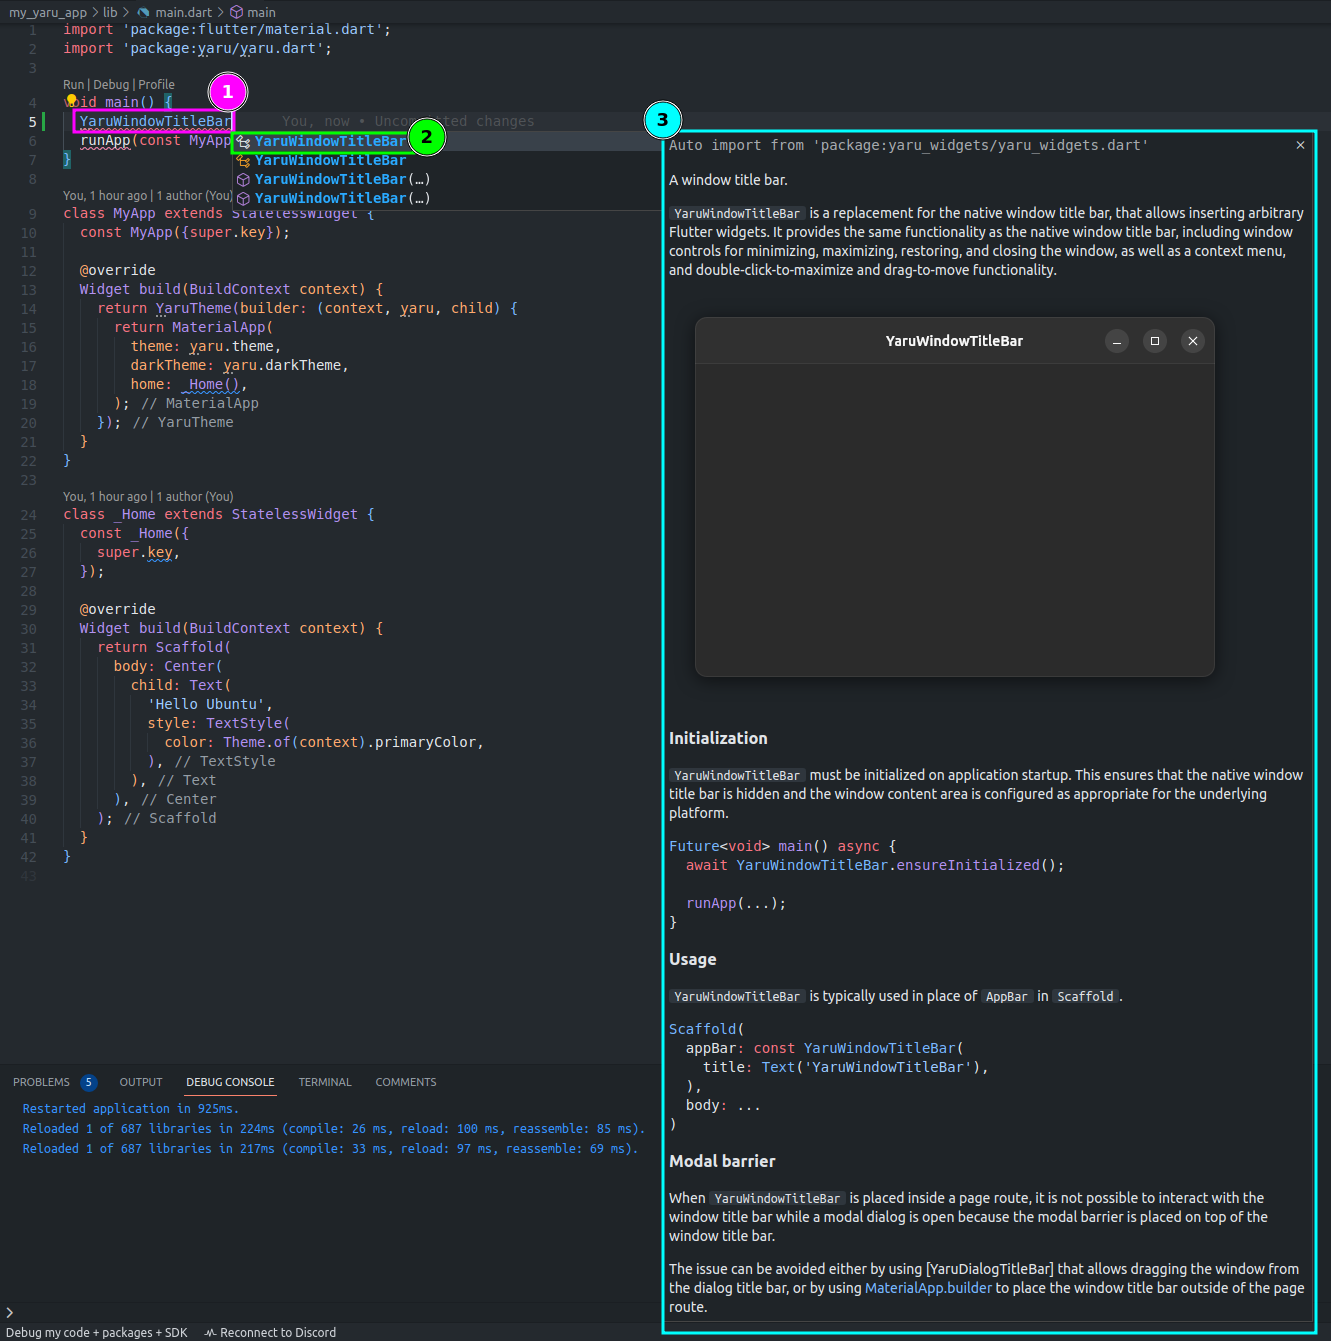 my_yaru_app > lib > main.dart > main
1 import 'package:flutter/material.dart';
2 import 'package:yaru/yaru.dart';
3
Run | Debug | Profile
4 void main() {
5 YaruWindowTitleBar You, now • Uncommitted changes
6 runApp(const MyApp
7 }
8
You, 1 hour ago | 1 author (You)
9 class MyApp extends StatelessWidget {
10 const MyApp({super.key});
11
12 @override
13 Widget build(BuildContext context) {
14 return YaruTheme(builder: (context, yaru, child) {
15 return MaterialApp(
16 theme: yaru.theme,
17 darkTheme: yaru.darkTheme,
18 home: _Home(),
19 ); // MaterialApp
20 }); // YaruTheme
21 }
22 }
23
You, 1 hour ago | 1 author (You)
24 class _Home extends StatelessWidget {
25 const _Home({
26 super.key,
27 });
28
29 @override
30 Widget build(BuildContext context) {
31 return Scaffold(
32 body: Center(
33 child: Text(
34 'Hello Ubuntu',
35 style: TextStyle(
36 color: Theme.of(context).primaryColor,
37 ), // TextStyle
38 ), // Text
39 ), // Center
40 ); // Scaffold
41 }
42 }
43
1
2
YaruWindowTitleBar
YaruWindowTitleBar
YaruWindowTitleBar(…)
YaruWindowTitleBar(…)
3
Auto import from 'package:yaru_widgets/yaru_widgets.dart' ×
A window title bar.
YaruWindowTitleBar is a replacement for the native window title bar, that allows inserting arbitrary
Flutter widgets. It provides the same functionality as the native window title bar, including window
controls for minimizing, maximizing, restoring, and closing the window, as well as a context menu,
and double-click-to-maximize and drag-to-move functionality.
YaruWindowTitleBar
Initialization
YaruWindowTitleBar must be initialized on application startup. This ensures that the native window
title bar is hidden and the window content area is configured as appropriate for the underlying
platform.
Future<void> main() async {
await YaruWindowTitleBar.ensureInitialized();
runApp(...);
}
Usage
YaruWindowTitleBar is typically used in place of AppBar in Scaffold.
Scaffold(
appBar: const YaruWindowTitleBar(
title: Text('YaruWindowTitleBar'),
),
body: ...
)
Modal barrier
When YaruWindowTitleBar is placed inside a page route, it is not possible to interact with the
window title bar while a modal dialog is open because the modal barrier is placed on top of the
window title bar.
The issue can be avoided either by using [YaruDialogTitleBar] that allows dragging the window from
the dialog title bar, or by using MaterialApp.builder to place the window title bar outside of the page
route.
PROBLEMS 5 OUTPUT DEBUG CONSOLE TERMINAL COMMENTS
Restarted application in 925ms.
Reloaded 1 of 687 libraries in 224ms (compile: 26 ms, reload: 100 ms, reassemble: 85 ms).
Reloaded 1 of 687 libraries in 217ms (compile: 33 ms, reload: 97 ms, reassemble: 69 ms).
>
Debug my code + packages + SDK Reconnect to Discord